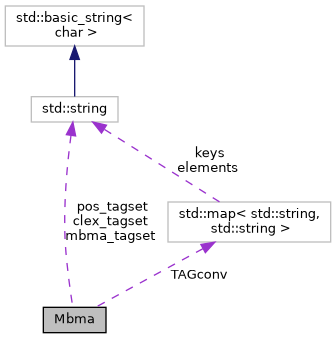 std::basic_string<
char >
std::string
keys
elements
pos_tagset
clex_tagset
mbma_tagset
std::map< std::string,
std::string >
TAGconv
Mbma